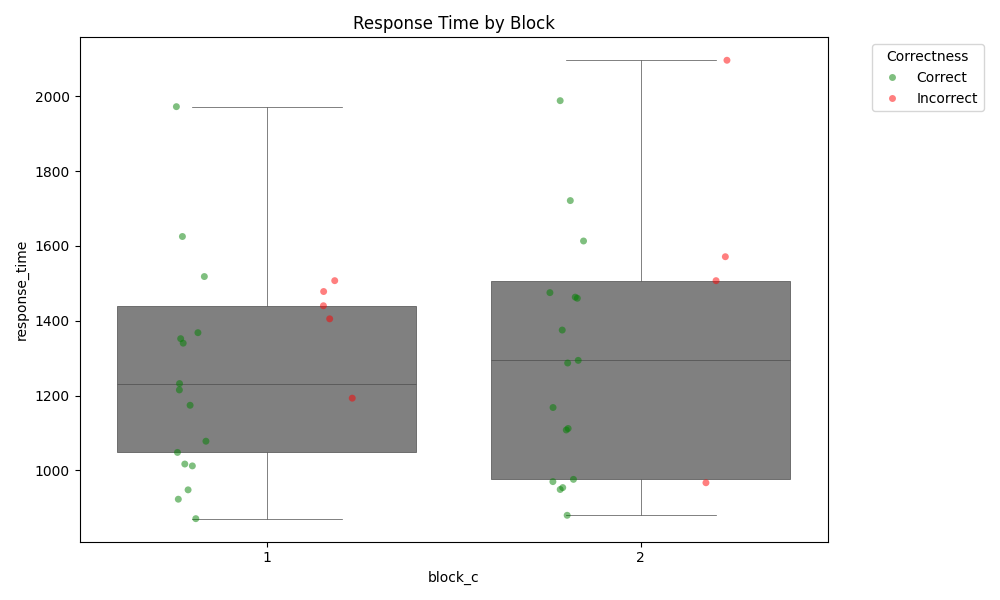 Response Time by Block
Correctness
Correct
Incorrect
response_time
2000
1800
1600
1400
1200
1000
1
2
block_c